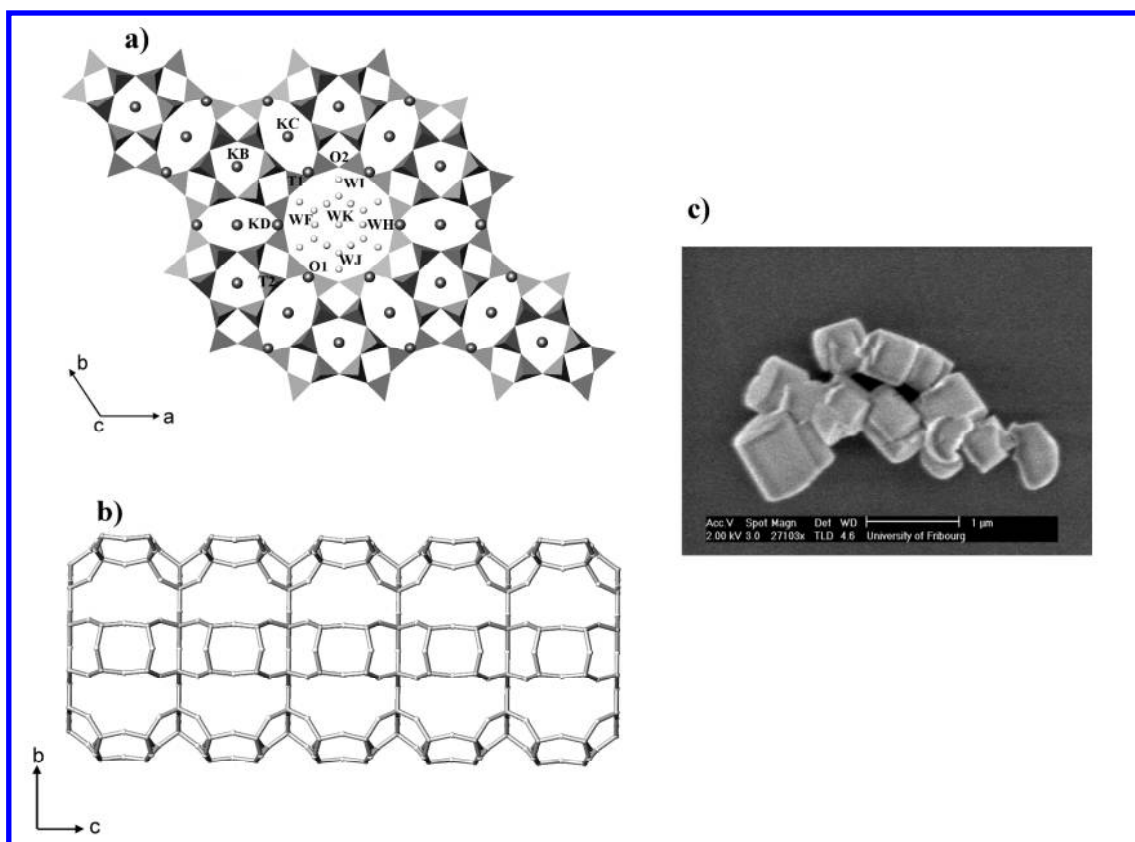 a)
KC
KB
O2
T1
WI
WF
WK
KD
WH
WJ
O1
T2
b
c
a
b)
b
c
c)
Acc.V Spot Magn Det WD 1 µm
2.00 kV 3.0 27103x TLD 4.6 University of Fribourg